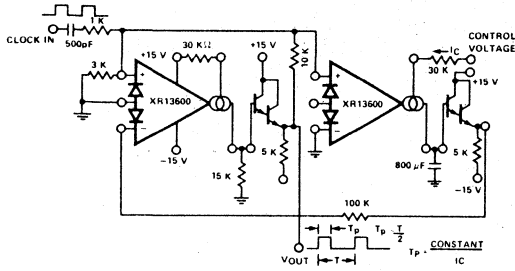 CLOCK IN
500pF
1 K
3 K
+15 V
30 KΩ
+
XR13600
−
−15 V
15 K
+15 V
5 K
10 K
+
XR13600
−
IC
30 K
CONTROL
VOLTAGE
+15 V
800 µF
5 K
−15 V
100 K
VOUT
TP
T
TP - T/2
TP - CONSTANT/IC